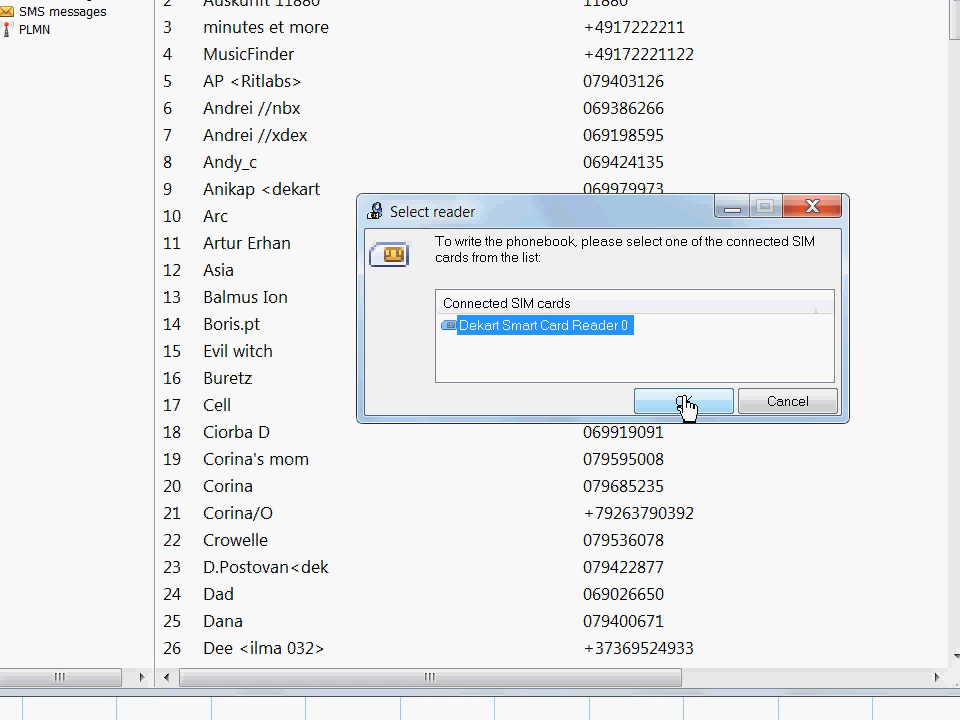 SMS messages
PLMN
2 Auskunft 11880 11880
3 minutes et more +4917222211
4 MusicFinder +49172221122
5 AP <Ritlabs> 079403126
6 Andrei //nbx 069386266
7 Andrei //xdex 069198595
8 Andy_c 069424135
9 Anikap <dekart 069979973
10 Arc
11 Artur Erhan
12 Asia
13 Balmus Ion
14 Boris.pt
15 Evil witch
16 Buretz
17 Cell
18 Ciorba D 069919091
19 Corina's mom 079595008
20 Corina 079685235
21 Corina/O +79263790392
22 Crowelle 079536078
23 D.Postovan<dek 079422877
24 Dad 069026650
25 Dana 079400671
26 Dee <ilma 032> +37369524933
Select reader
To write the phonebook, please select one of the connected SIM
cards from the list:
Connected SIM cards
Dekart Smart Card Reader 0
OK
Cancel